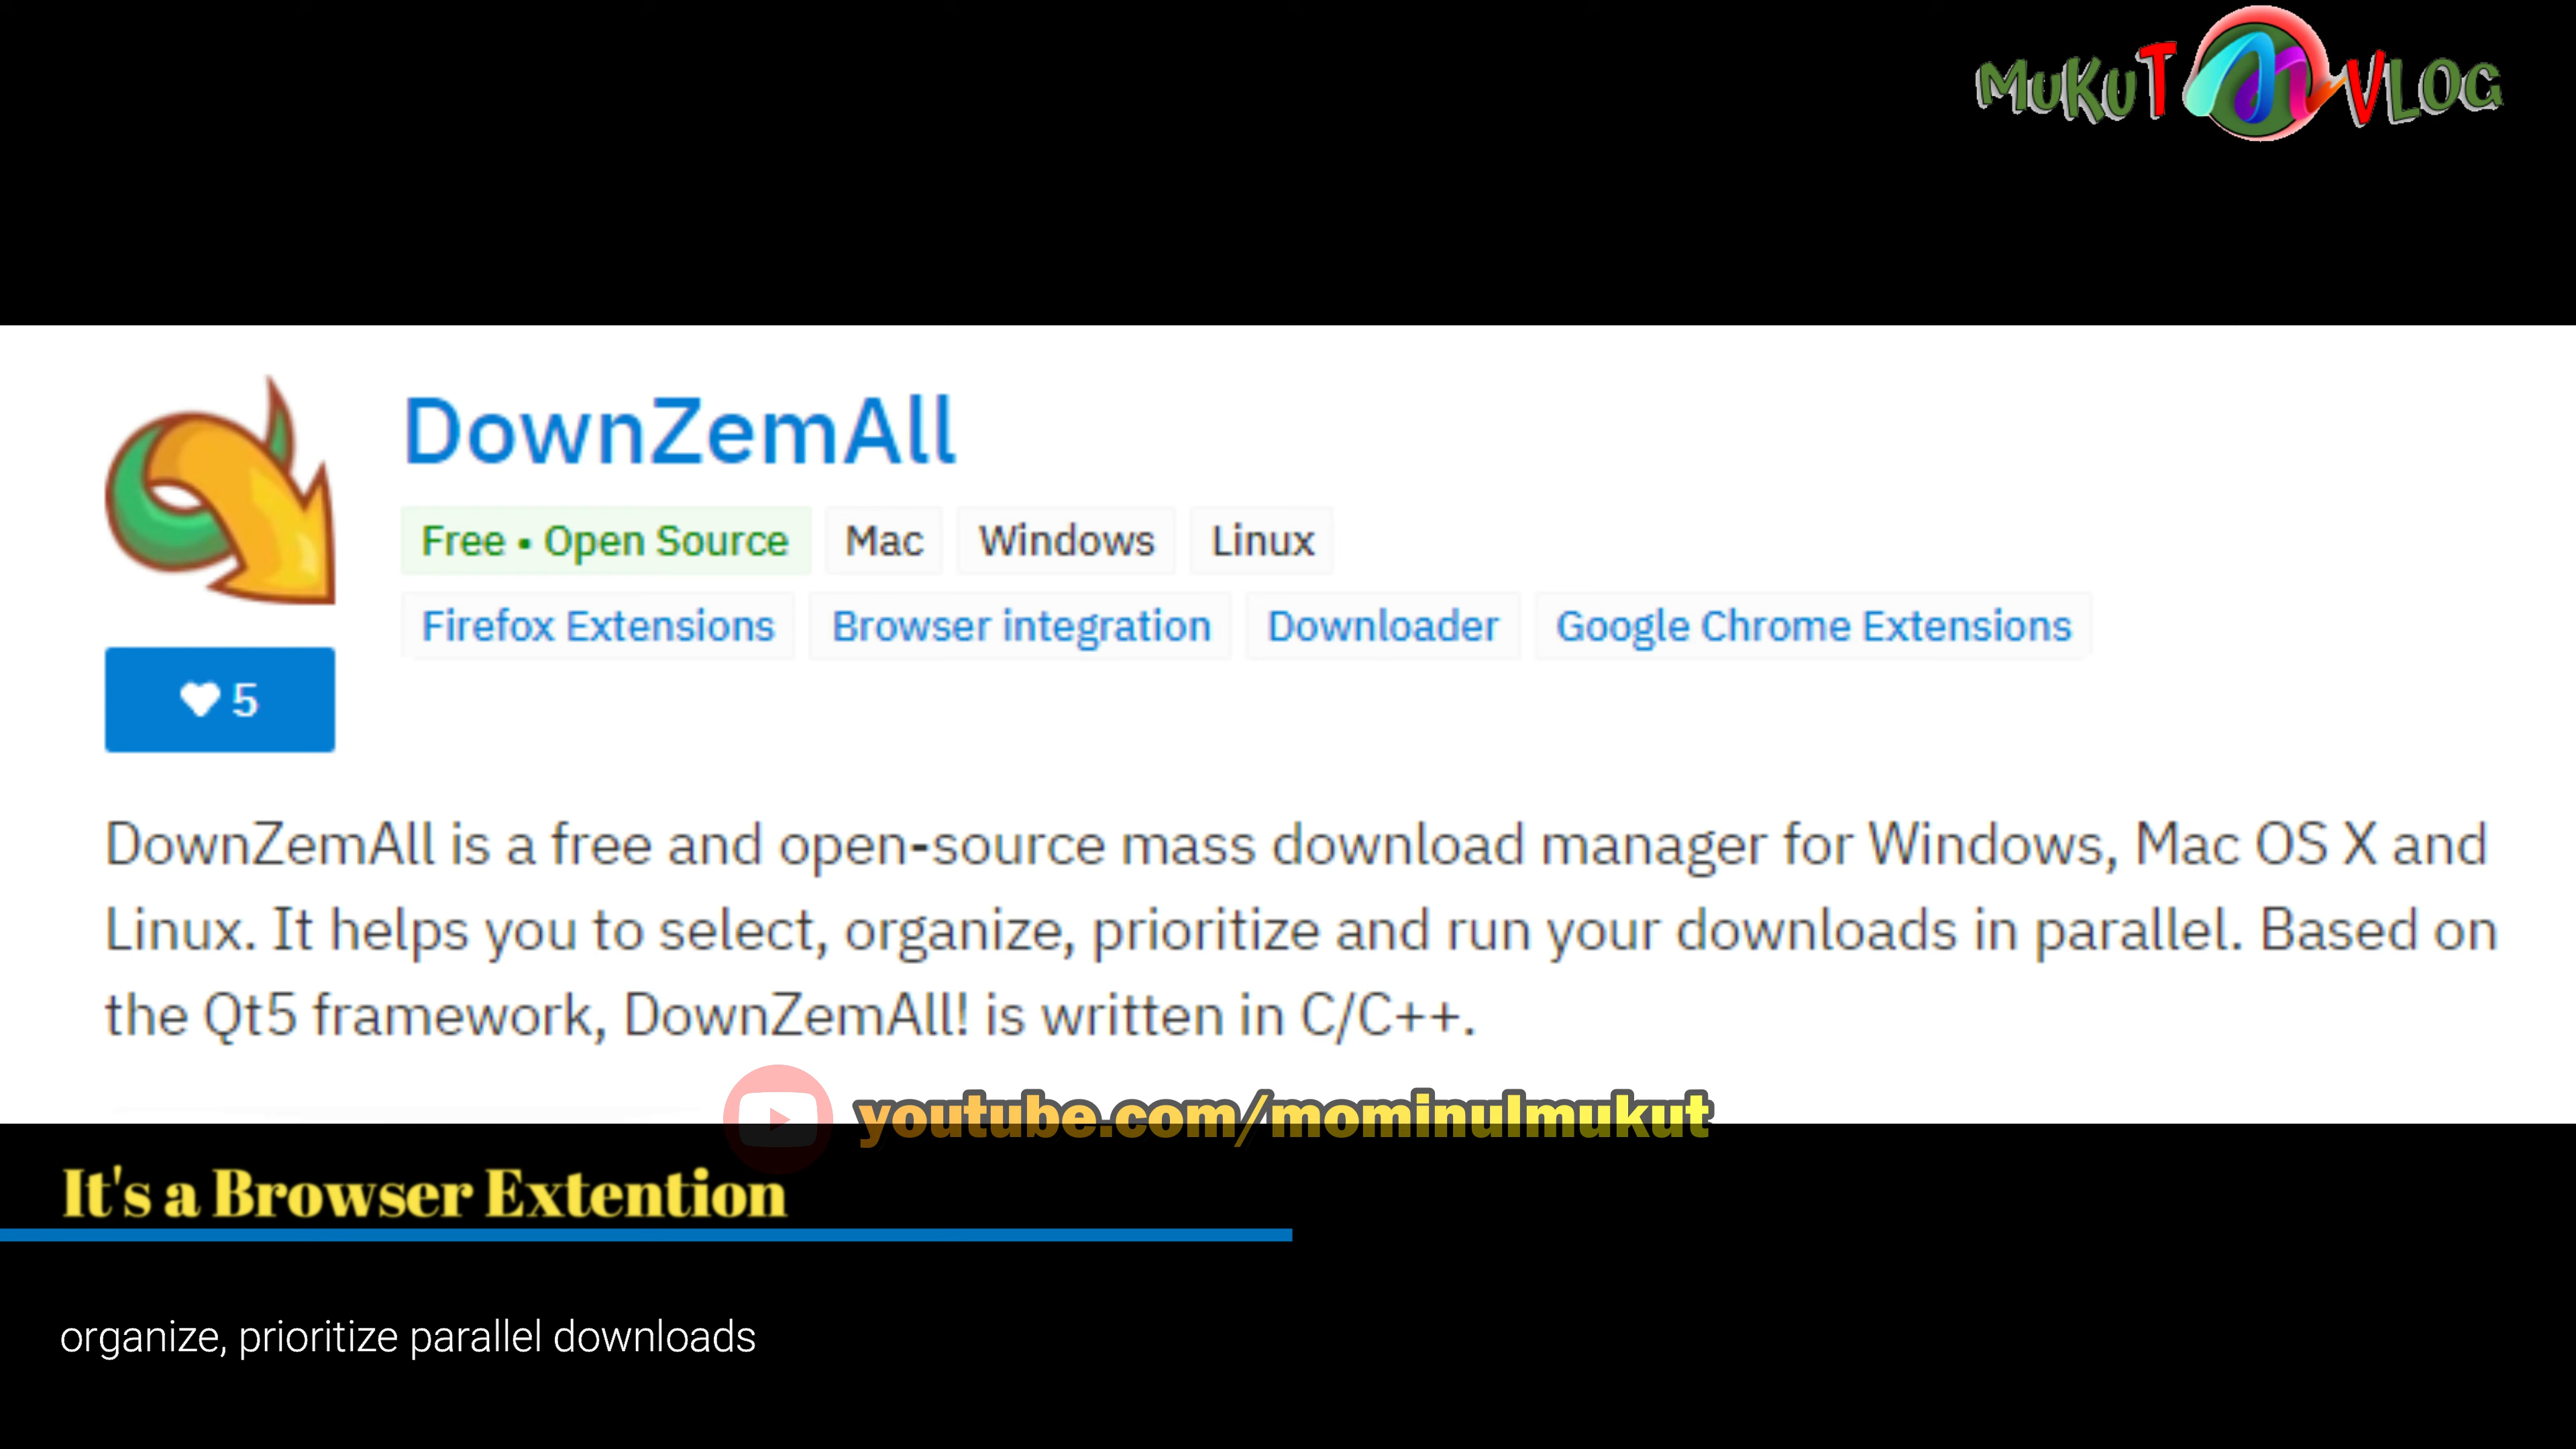 MUKUT VLOG
DownZemAll
Free • Open Source Mac Windows Linux
Firefox Extensions Browser integration Downloader Google Chrome Extensions
5
DownZemAll is a free and open-source mass download manager for Windows, Mac OS X and
Linux. It helps you to select, organize, prioritize and run your downloads in parallel. Based on
the Qt5 framework, DownZemAll! is written in C/C++.
youtube.com/mominulmukut
It's a Browser Extention
organize, prioritize parallel downloads